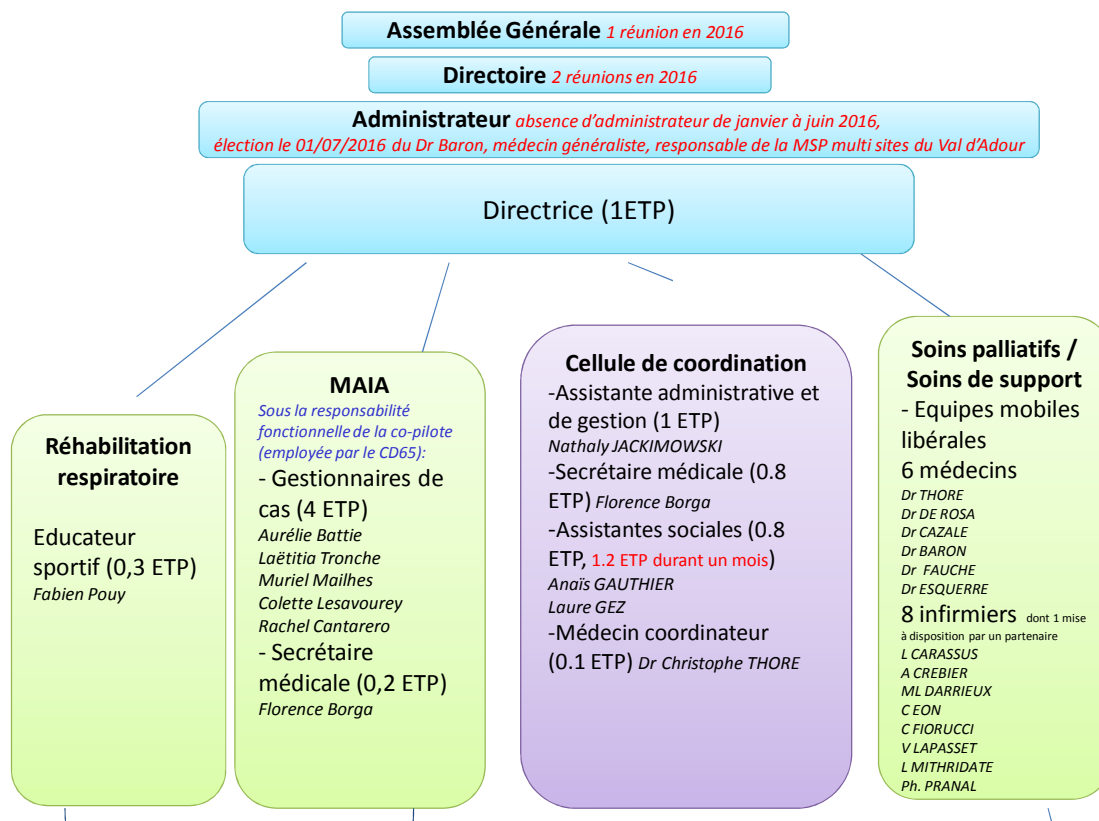 Assemblée Générale 1 réunion en 2016
Directoire 2 réunions en 2016
Administrateur absence d'administrateur de janvier à juin 2016,
élection le 01/07/2016 du Dr Baron, médecin généraliste, responsable de la MSP multi sites du Val d'Adour
Directrice (1ETP)
Réhabilitation
respiratoire
Educateur
sportif (0,3 ETP)
Fabien Pouy
MAIA
Sous la responsabilité
fonctionnelle de la co-pilote
(employée par le CD65):
- Gestionnaires de
cas (4 ETP)
Aurélie Battie
Laëtitia Tronche
Muriel Mailhes
Colette Lesavourey
Rachel Cantarero
- Secrétaire
médicale (0,2 ETP)
Florence Borga
Cellule de coordination
-Assistante administrative et
de gestion (1 ETP)
Nathaly JACKIMOWSKI
-Secrétaire médicale (0.8
ETP) Florence Borga
-Assistantes sociales (0.8
ETP, 1.2 ETP durant un mois)
Anaïs GAUTHIER
Laure GEZ
-Médecin coordinateur
(0.1 ETP) Dr Christophe THORE
Soins palliatifs /
Soins de support
- Equipes mobiles
libérales
6 médecins
Dr THORE
Dr DE ROSA
Dr CAZALE
Dr BARON
Dr FAUCHE
Dr ESQUERRE
8 infirmiers dont 1 mise
à disposition par un partenaire
L CARASSUS
A CREBIER
ML DARRIEUX
C EON
C FIORUCCI
V LAPASSET
L MITHRIDATE
Ph. PRANAL